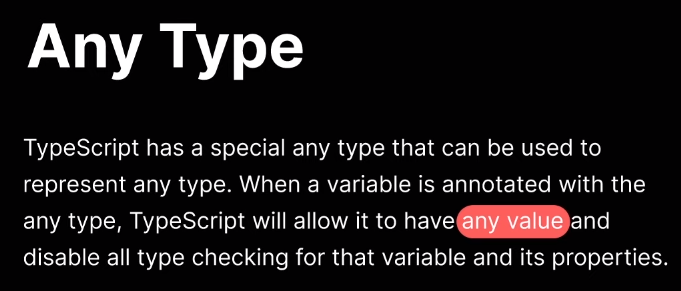 Any Type
TypeScript has a special any type that can be used to
represent any type. When a variable is annotated with the
any type, TypeScript will allow it to have any value and
disable all type checking for that variable and its properties.